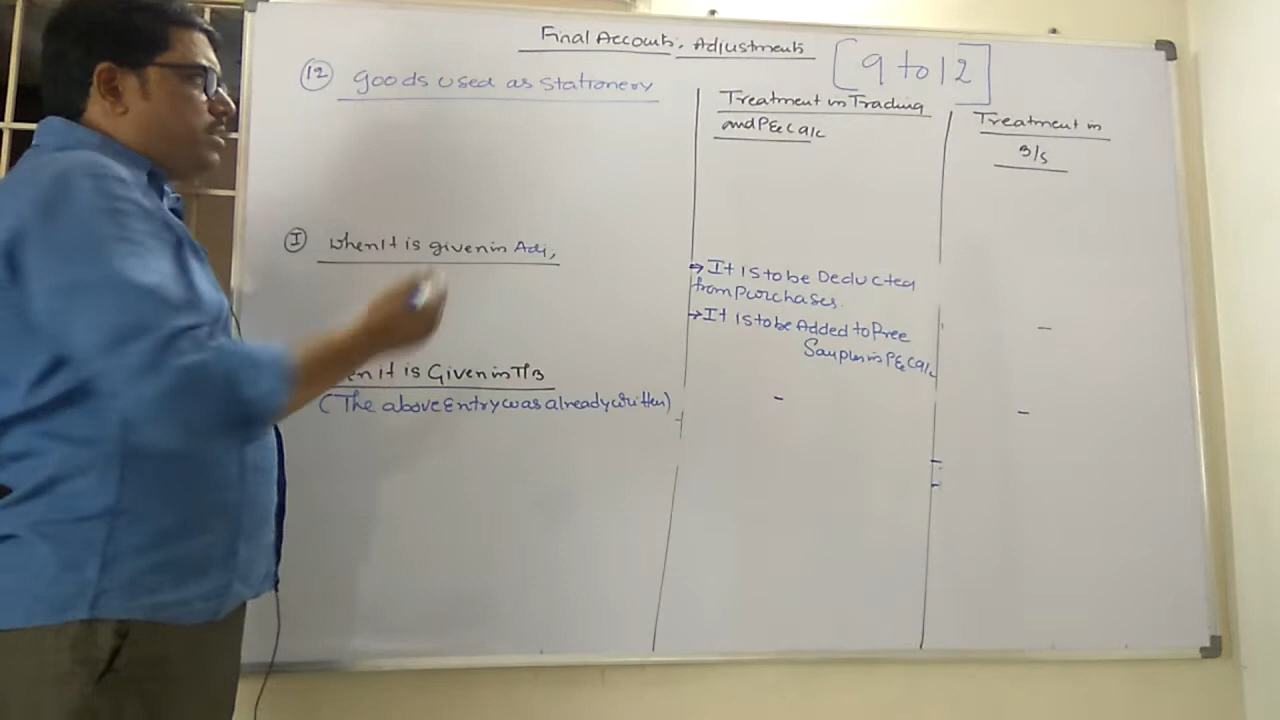 Final Accounts, Adjustments [9 to 12]
(12) Goods used as Stationery
Treatment in Trading
and P&L a/c
Treatment in
B/S
(I) When It is given in Adj,
→ It is to be Deducted
from Purchases.
→ It is to be Added to Free
Samples in P&L a/c
en It is Given in T/B
(The above Entry was already written)